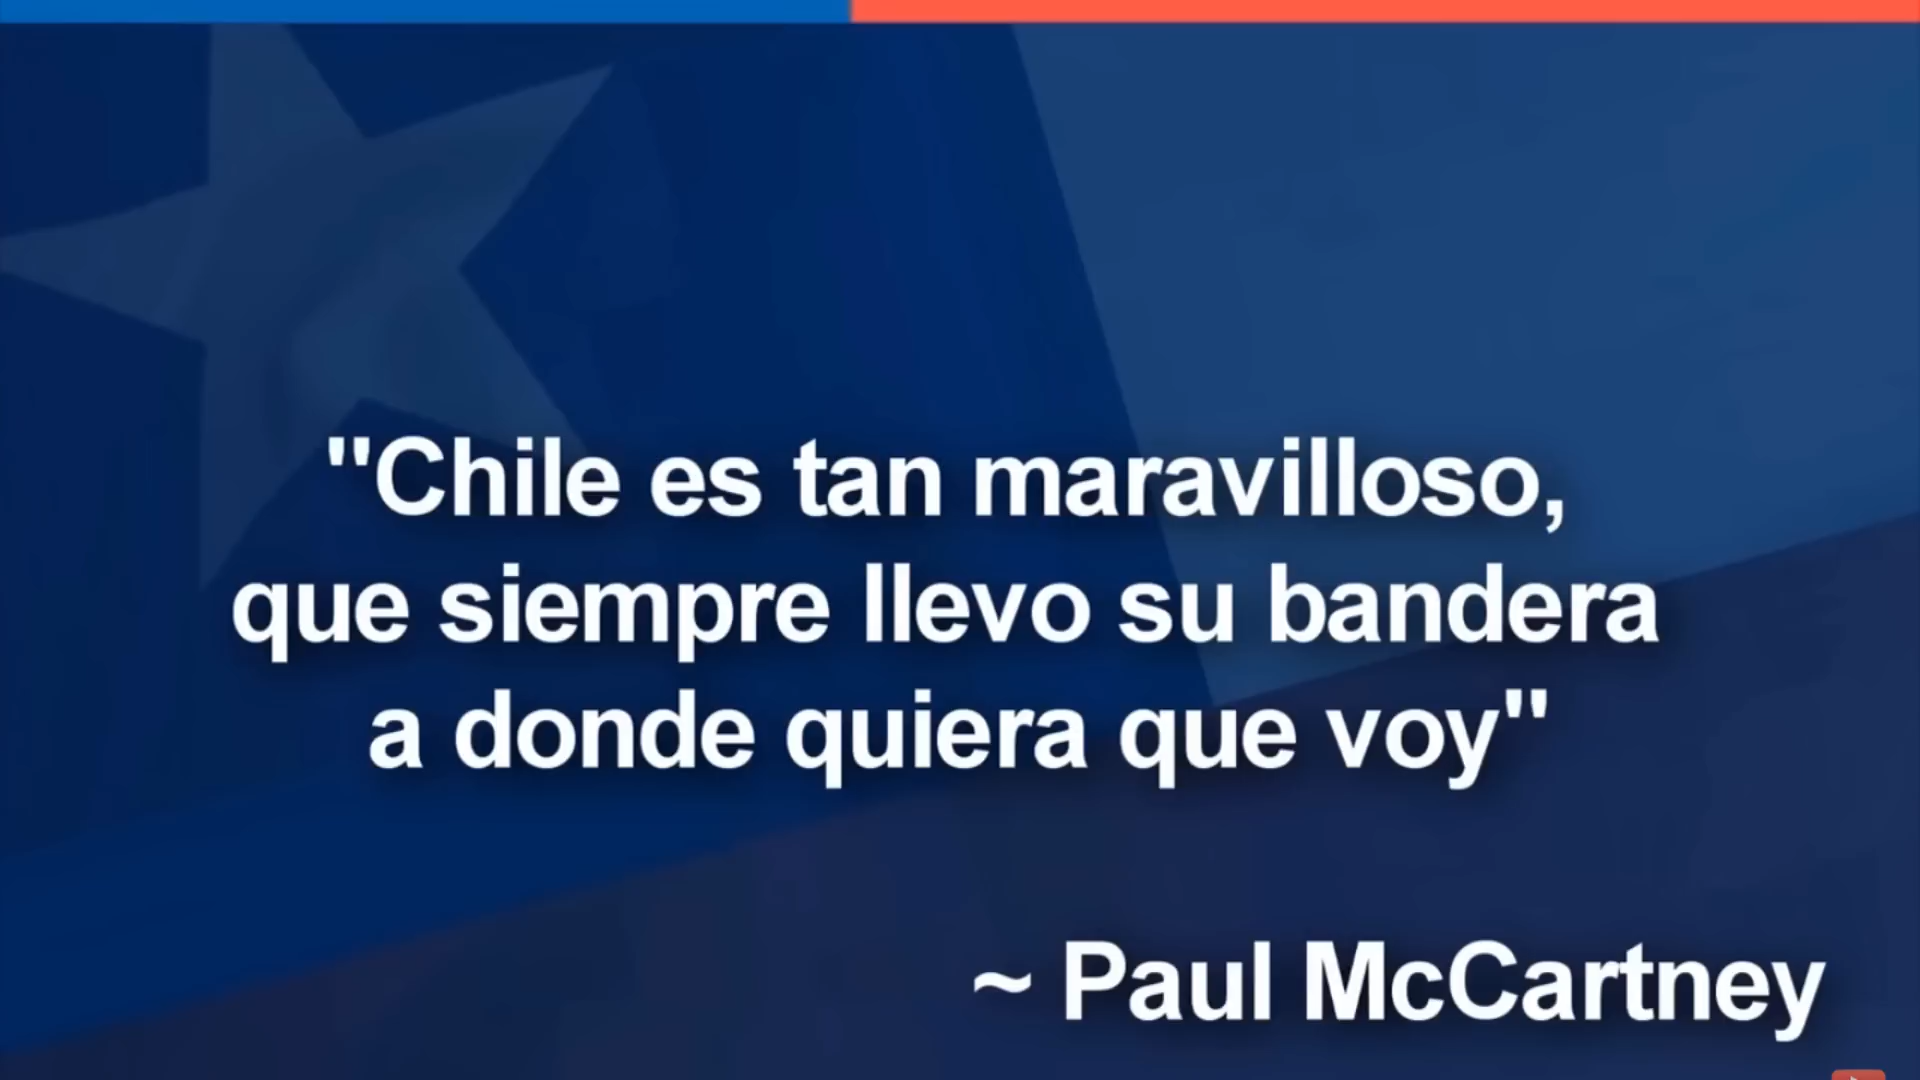 "Chile es tan maravilloso,
que siempre llevo su bandera
a donde quiera que voy"
~ Paul McCartney